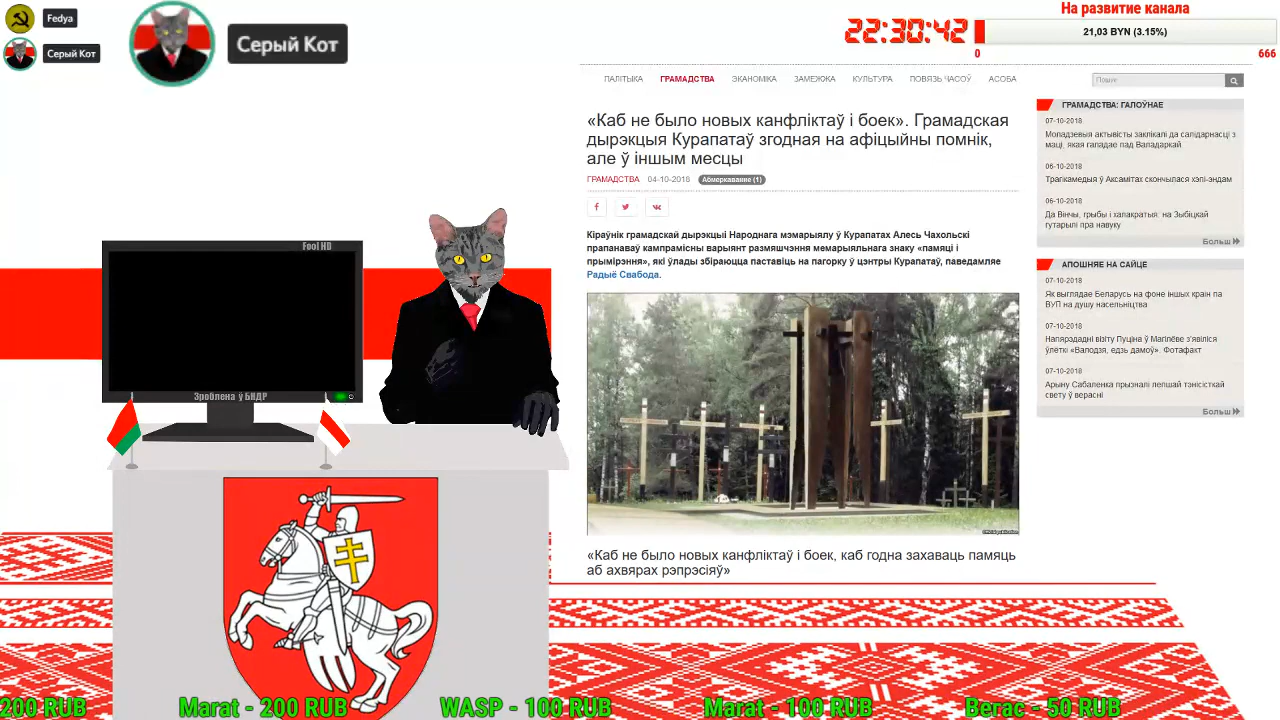 Fedya
Серый Кот
Серый Кот
22:30:42
На развитие канала
21,03 BYN (3.15%)
0
666
ПАЛІТЫКА ГРАМАДСТВА ЭКАНОМІКА ЗАМЕЖЖА КУЛЬТУРА ПОВЯЗЬ ЧАСОЎ АСОБА
Пошук
«Каб не было новых канфліктаў і боек». Грамадская
дырэкцыя Курапатаў згодная на афіцыйны помнік,
але ў іншым месцы
ГРАМАДСТВА 04-10-2018 Абмеркаванне (1)
Кіраўнік грамадскай дырэкцыі Народнага мэмарыялу ў Курапатах Алесь Чахольскі
прапанаваў кампрамісны варыянт размяшчэння мемарыяльнага знаку «памяці і
прымірэння», які ўлады збіраюцца паставіць на пагорку ў цэнтры Курапатаў, паведамляе
Радыё Свабода.
«Каб не было новых канфліктаў і боек, каб годна захаваць памяць
аб ахвярах рэпрэсіяў»
ГРАМАДСТВА: ГАЛОЎНАЕ
07-10-2018
Моладзевыя актывісты заклікалі да салідарнасці з
маці, якая галадае пад Валадаркай
06-10-2018
Трагікамедыя ў Аксамітах скончылася хэпі-эндам
06-10-2018
Да Вінчы, грыбы і халакратыя: на Зыбіцкай
гутарылі пра навуку
Больш
АПОШНЯЕ НА САЙЦЕ
07-10-2018
Як выглядае Беларусь на фоне іншых краін па
ВУП на душу насельніцтва
07-10-2018
Напярэдадні візіту Пуціна ў Магілёве з'явіліся
ўлёткі «Валодзя, едзь дамоў». Фотафакт
07-10-2018
Арыну Сабаленка прызналі лепшай тэнісісткай
свету ў верасні
Больш
Fool HD
Зроблена ў БНДР
200 RUB Marat - 200 RUB WASP - 100 RUB Marat - 100 RUB Berac - 50 RUB